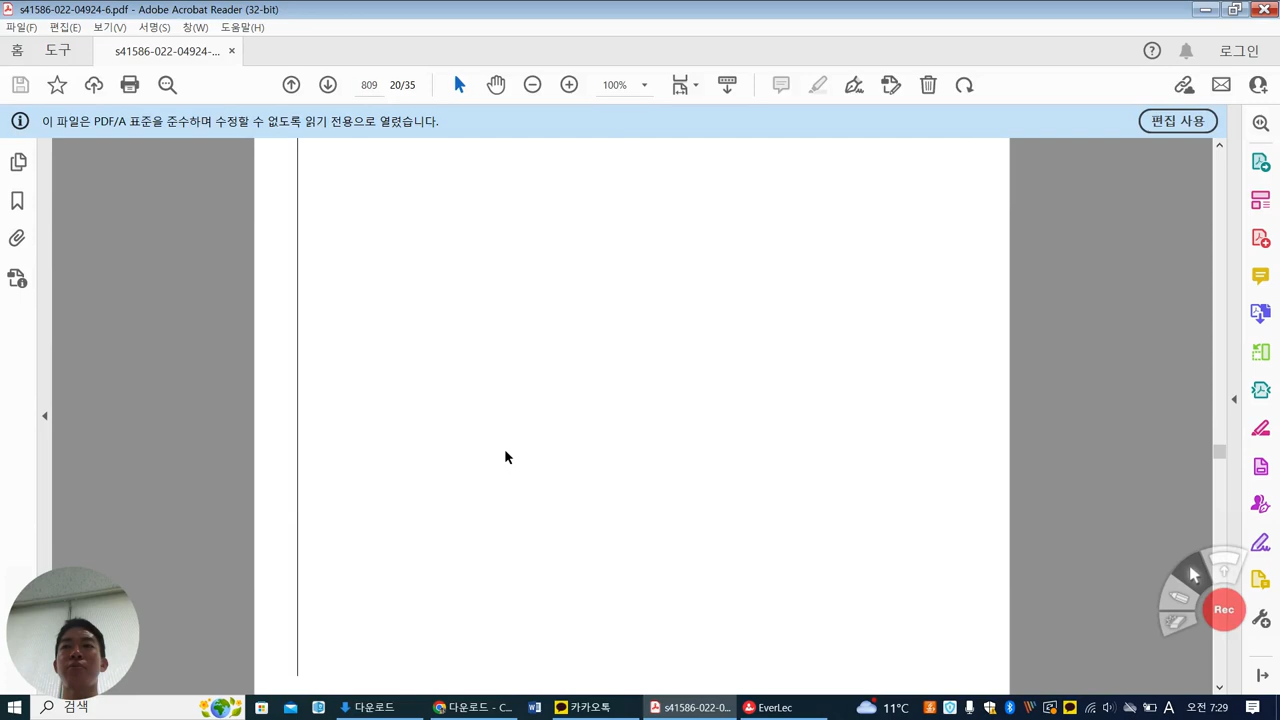 s41586-022-04924-6.pdf - Adobe Acrobat Reader (32-bit)
파일(F) 편집(E) 보기(V) 서명(S) 창(W) 도움말(H)
홈 도구 s41586-022-04924-... × 로그인
809 20/35 100%
이 파일은 PDF/A 표준을 준수하며 수정할 수 없도록 읽기 전용으로 열렸습니다. 편집 사용
Rec
검색 다운로드 다운로드 - C... 카카오톡 s41586-022-0... EverLec 11°C A 오전 7:29